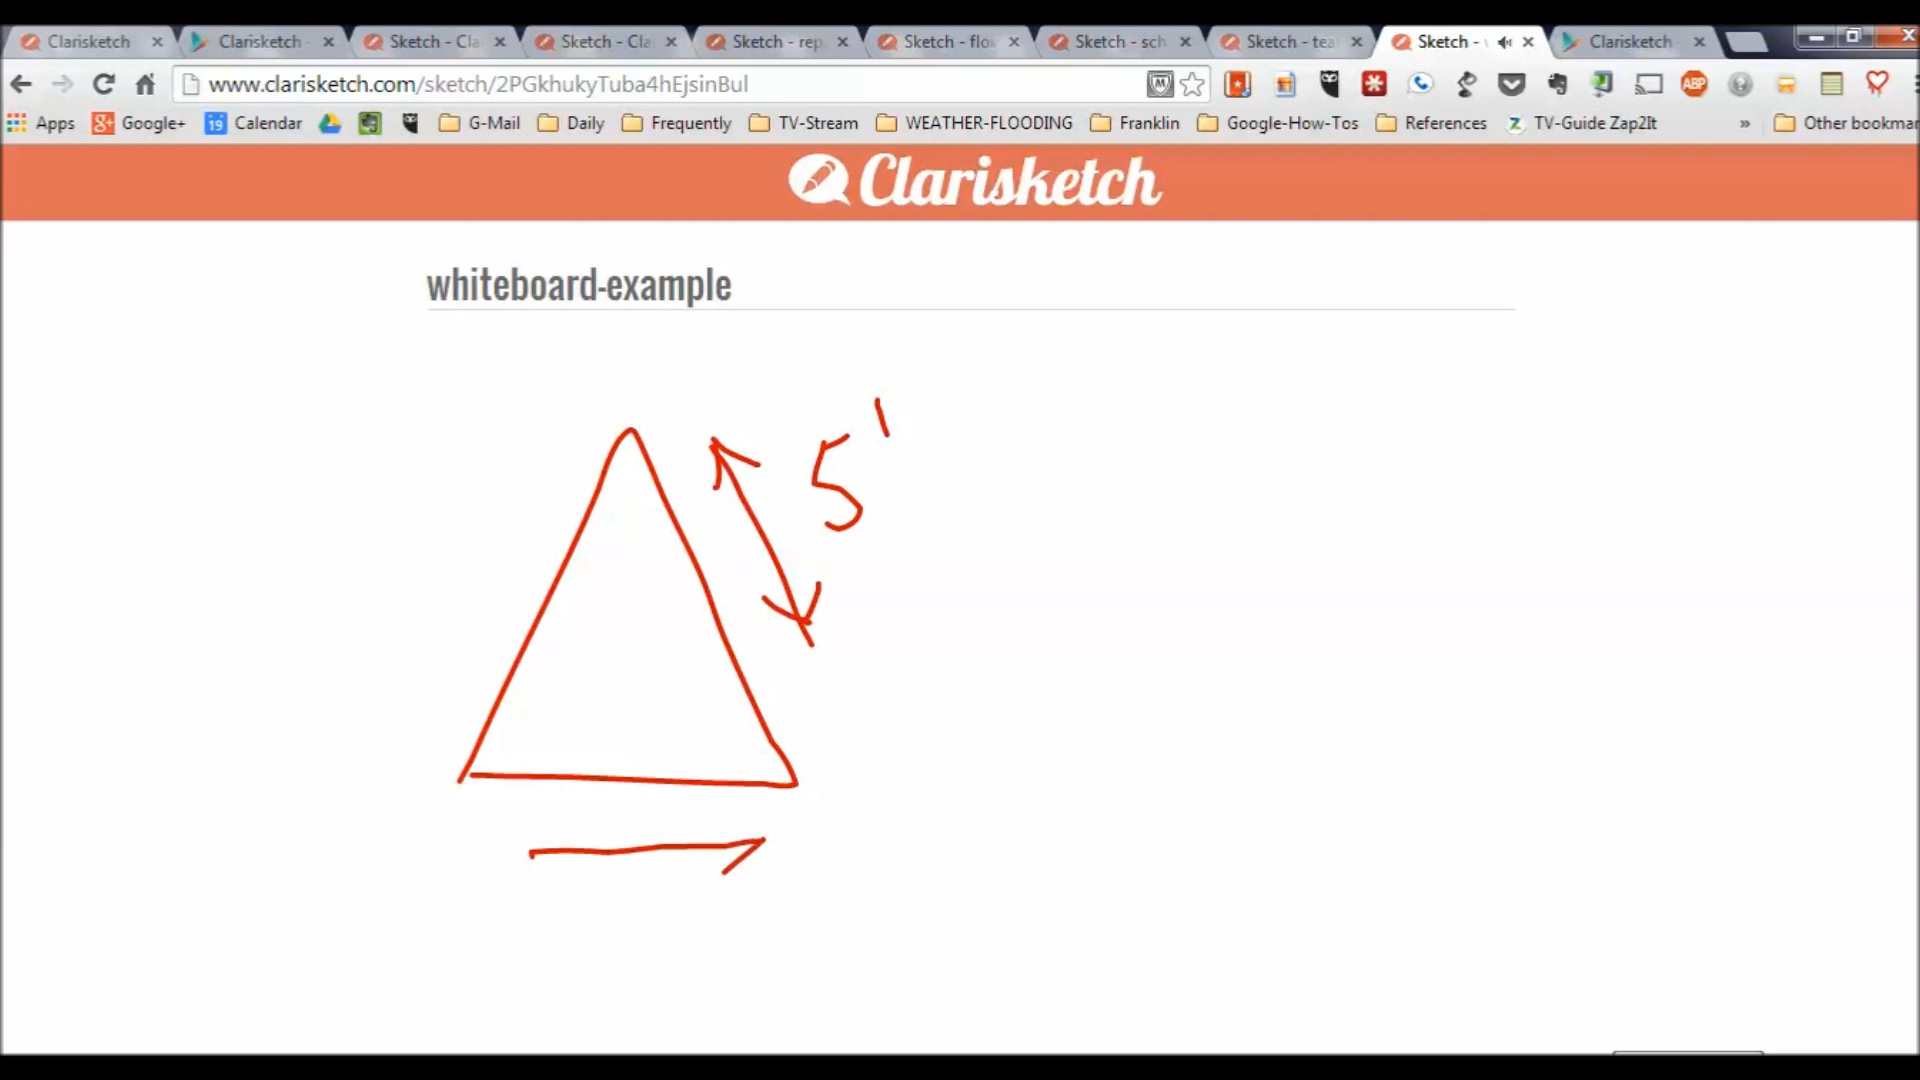 Clarisketch Clarisketch Sketch - Cla Sketch - Cla Sketch - rep Sketch - flo Sketch - sch Sketch - tea Sketch - Clarisketch
www.clarisketch.com/sketch/2PGkhukyTuba4hEjsinBul ABP
Apps Google+ 19 Calendar G-Mail Daily Frequently TV-Stream WEATHER-FLOODING Franklin Google-How-Tos References TV-Guide Zap2It » Other bookmar
Clarisketch
whiteboard-example
5'